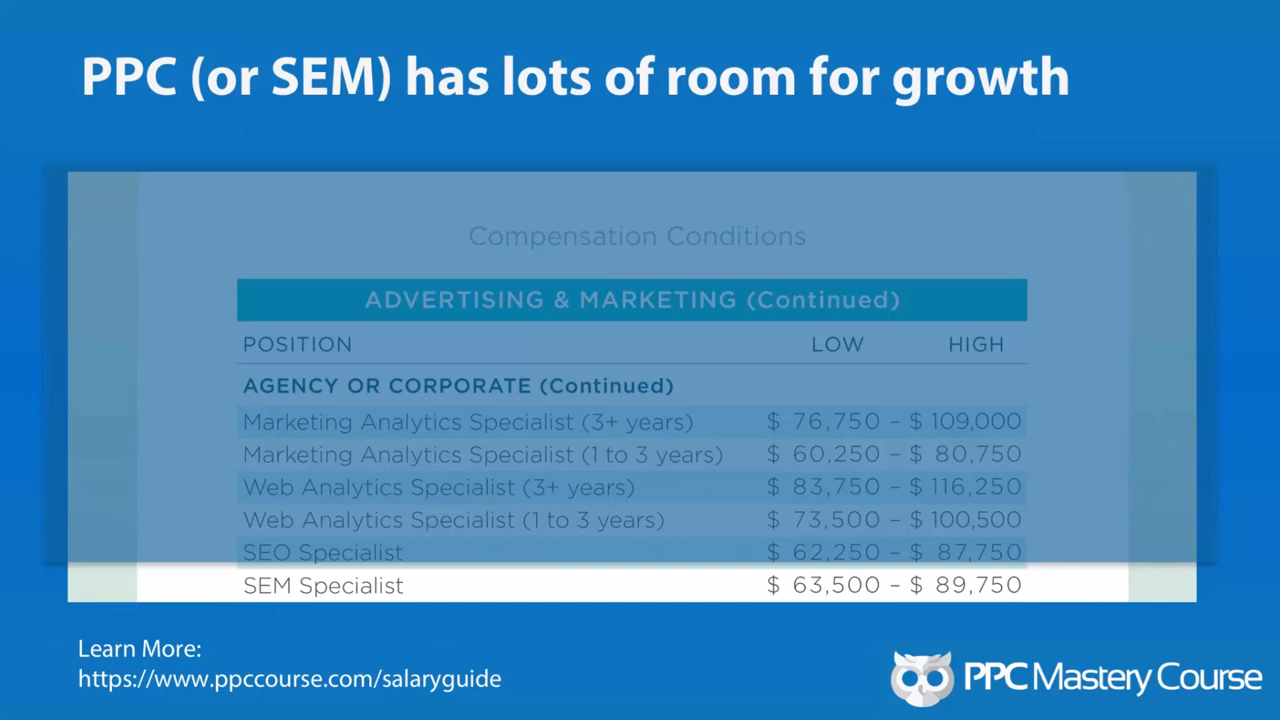 PPC (or SEM) has lots of room for growth
Compensation Conditions
ADVERTISING & MARKETING (Continued)
POSITION LOW HIGH
AGENCY OR CORPORATE (Continued)
Marketing Analytics Specialist (3+ years) $ 76,750 – $ 109,000
Marketing Analytics Specialist (1 to 3 years) $ 60,250 – $ 80,750
Web Analytics Specialist (3+ years) $ 83,750 – $ 116,250
Web Analytics Specialist (1 to 3 years) $ 73,500 – $ 100,500
SEO Specialist $ 62,250 – $ 87,750
SEM Specialist $ 63,500 – $ 89,750
Learn More:
https://www.ppccourse.com/salaryguide
PPC Mastery Course